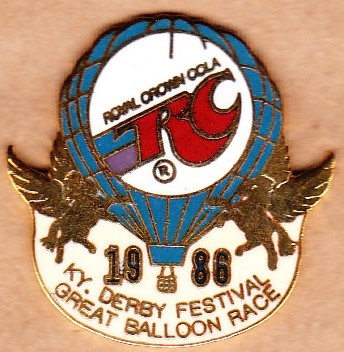 ROYAL CROWN COLA
RC
®
19 86
KY. DERBY FESTIVAL
GREAT BALLOON RACE